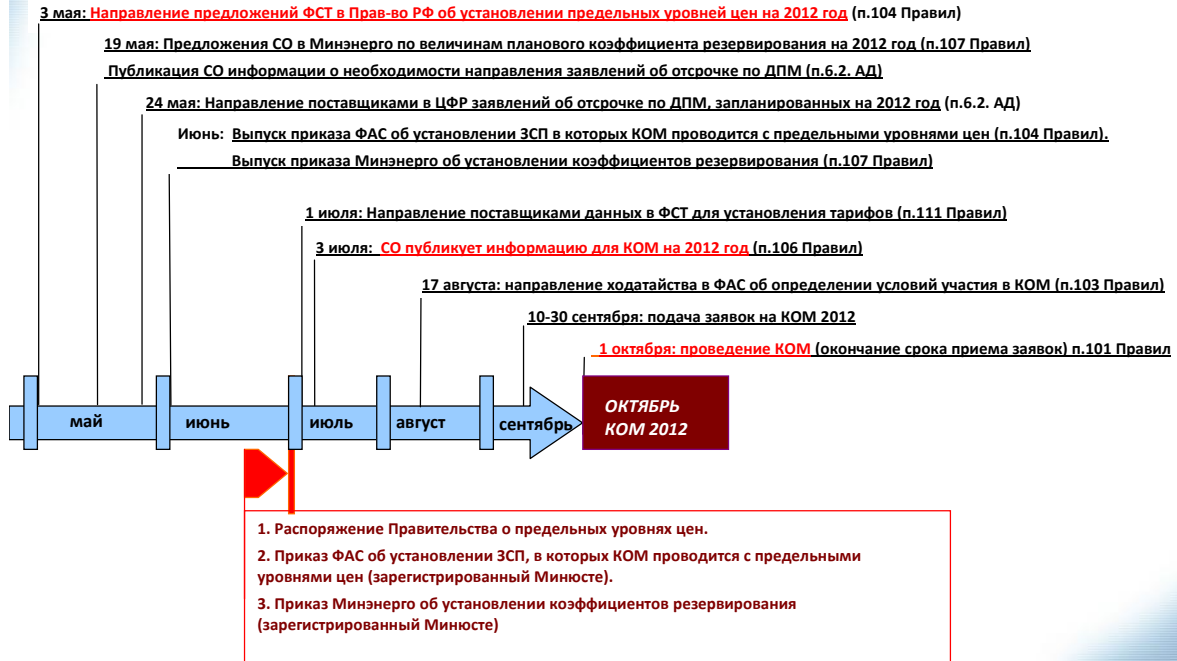 3 мая: Направление предложений ФСТ в Прав-во РФ об установлении предельных уровней цен на 2012 год (п.104 Правил)
19 мая: Предложения СО в Минэнерго по величинам планового коэффициента резервирования на 2012 год (п.107 Правил)
Публикация СО информации о необходимости направления заявлений об отсрочке по ДПМ (п.6.2. АД)
24 мая: Направление поставщиками в ЦФР заявлений об отсрочке по ДПМ, запланированных на 2012 год (п.6.2. АД)
Июнь: Выпуск приказа ФАС об установлении ЗСП в которых КОМ проводится с предельными уровнями цен (п.104 Правил).
Выпуск приказа Минэнерго об установлении коэффициентов резервирования (п.107 Правил)
1 июля: Направление поставщиками данных в ФСТ для установления тарифов (п.111 Правил)
3 июля: СО публикует информацию для КОМ на 2012 год (п.106 Правил)
17 августа: направление ходатайства в ФАС об определении условий участия в КОМ (п.103 Правил)
10-30 сентября: подача заявок на КОМ 2012
1 октября: проведение КОМ (окончание срока приема заявок) п.101 Правил
май
июнь
июль
август
сентябрь
ОКТЯБРЬ
КОМ 2012
1. Распоряжение Правительства о предельных уровнях цен.
2. Приказ ФАС об установлении ЗСП, в которых КОМ проводится с предельными
уровнями цен (зарегистрированный Минюсте).
3. Приказ Минэнерго об установлении коэффициентов резервирования
(зарегистрированный Минюсте)